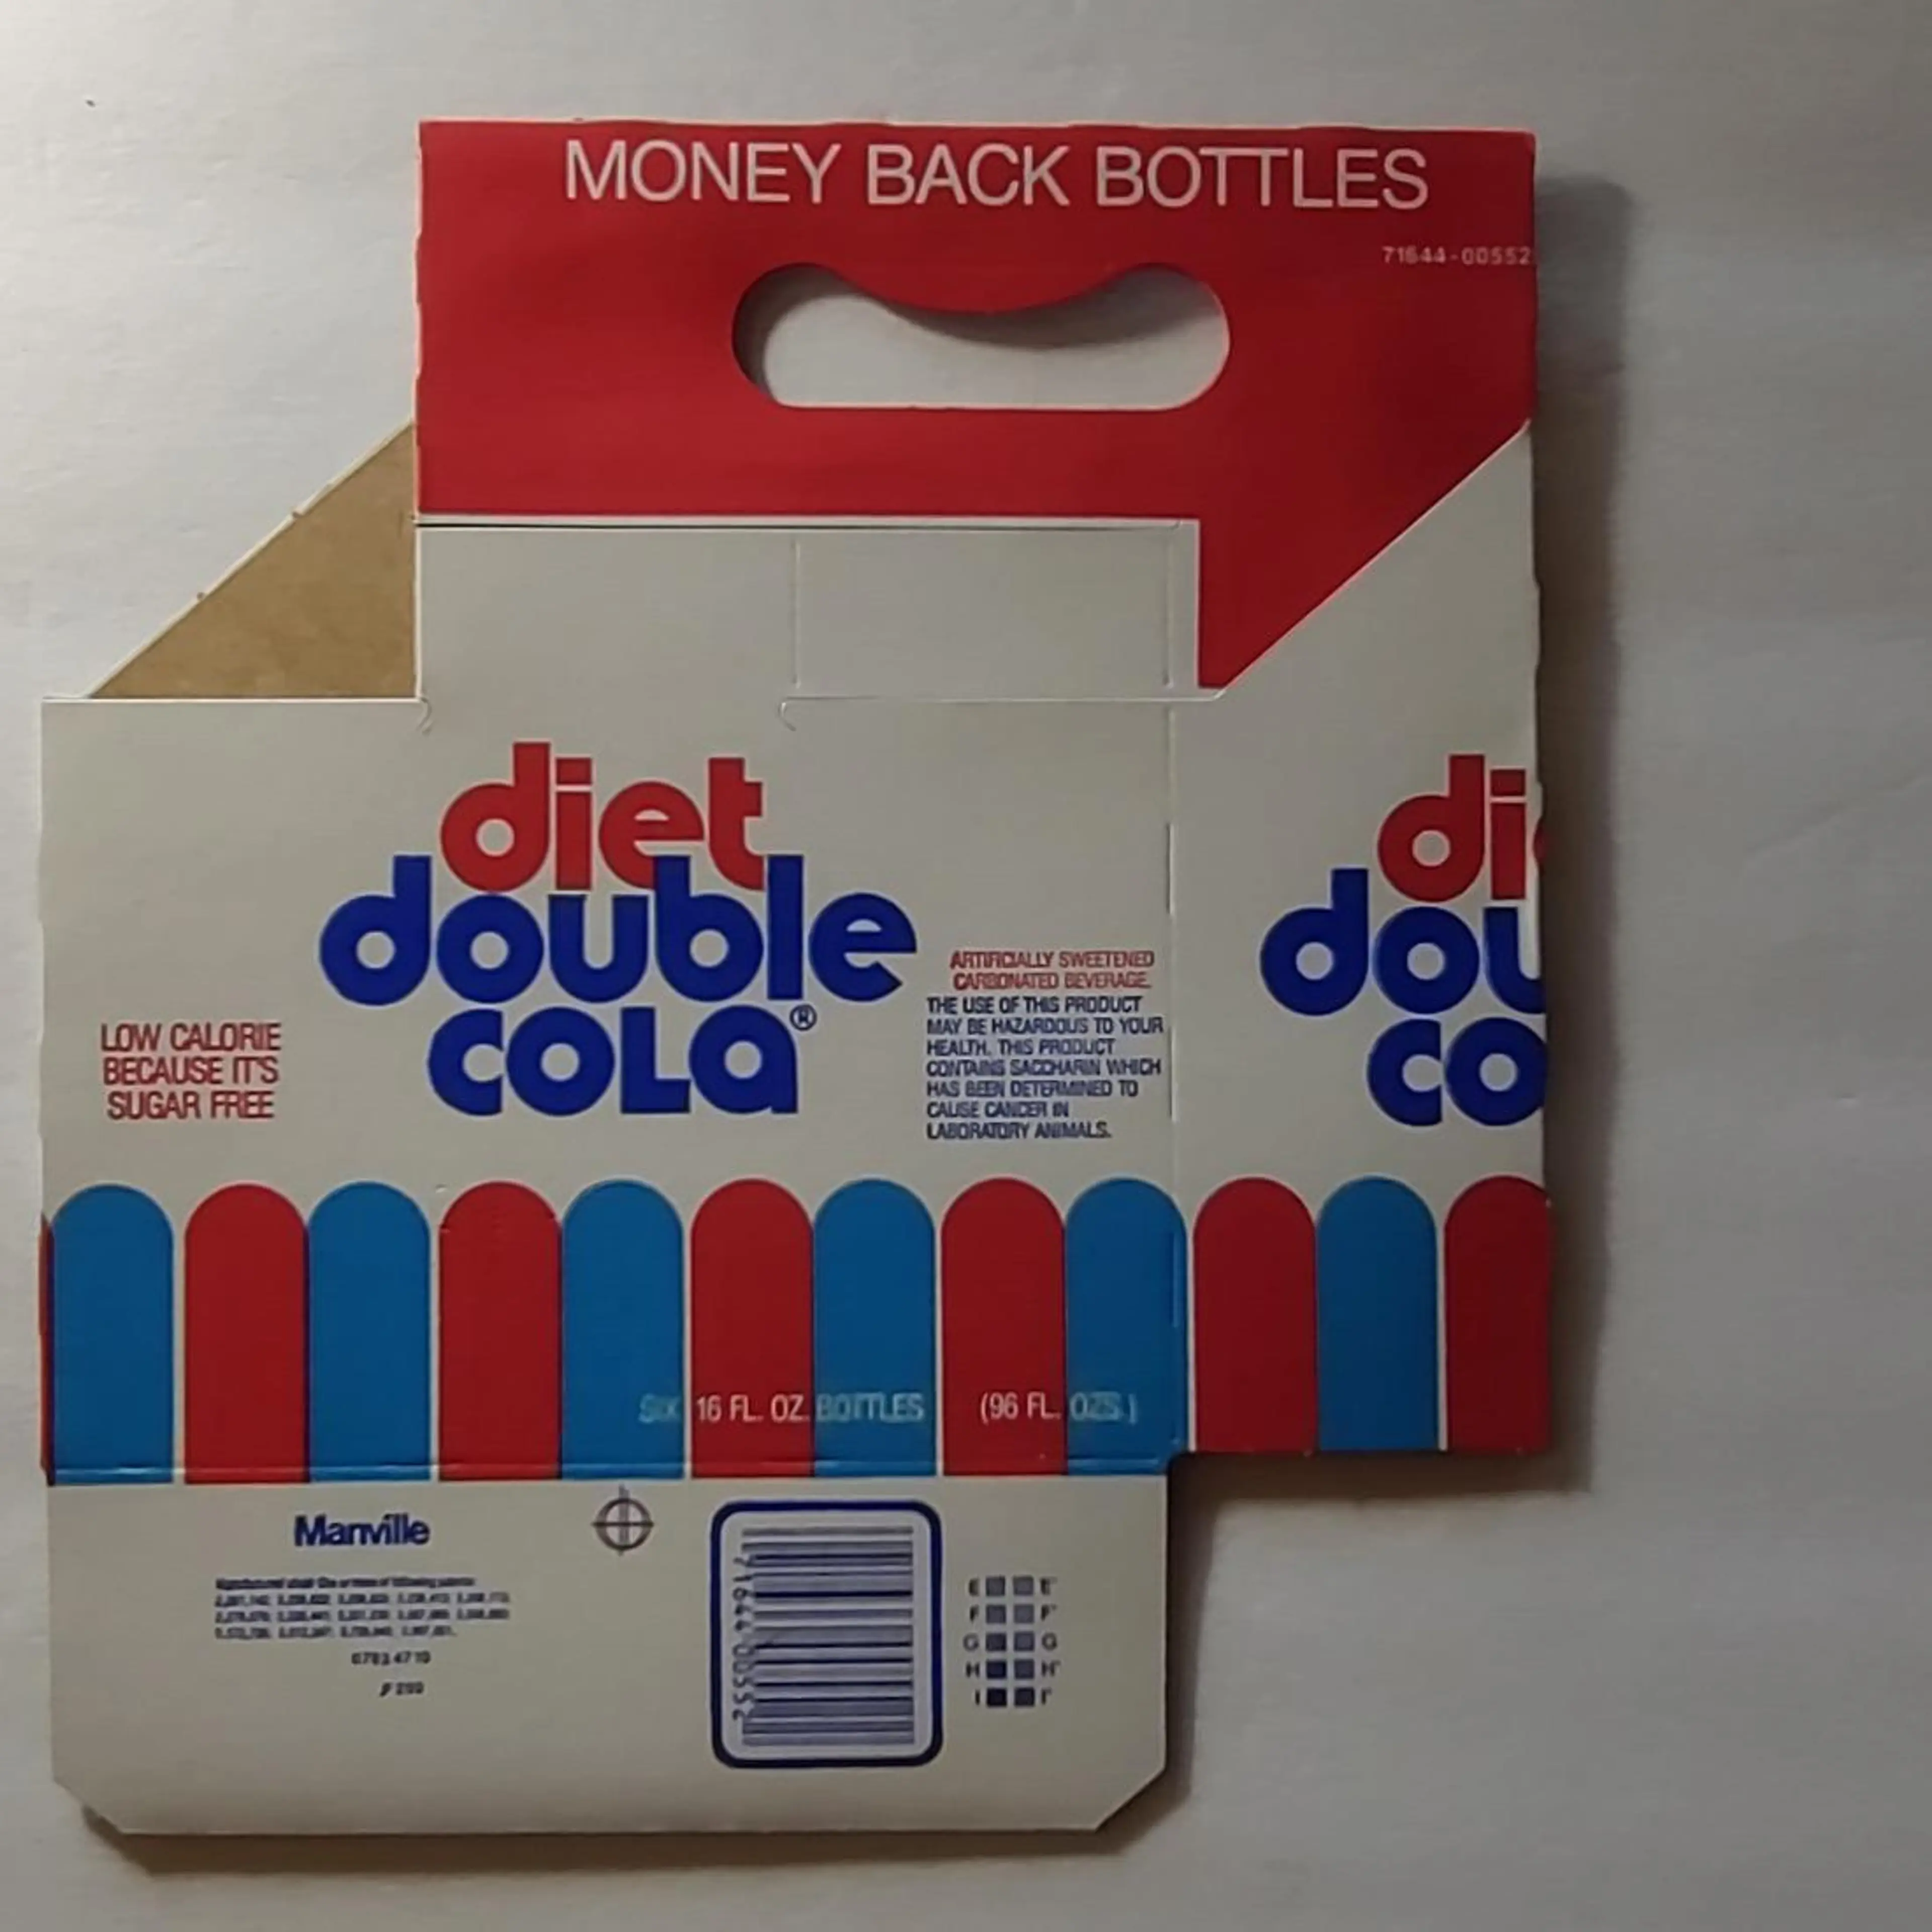 MONEY BACK BOTTLES
71644-00552
diet
double
COLa®
di
dou
co
LOW CALORIE
BECAUSE IT'S
SUGAR FREE
ARTIFICIALLY SWEETENED
CARBONATED BEVERAGE.
THE USE OF THIS PRODUCT
MAY BE HAZARDOUS TO YOUR
HEALTH. THIS PRODUCT
CONTAINS SACCHARIN WHICH
HAS BEEN DETERMINED TO
CAUSE CANCER IN
LABORATORY ANIMALS.
SIX 16 FL. OZ. BOTTLES (96 FL. OZS.)
Manville
71644 00552
E E'
F F'
G G
H H'
I I'